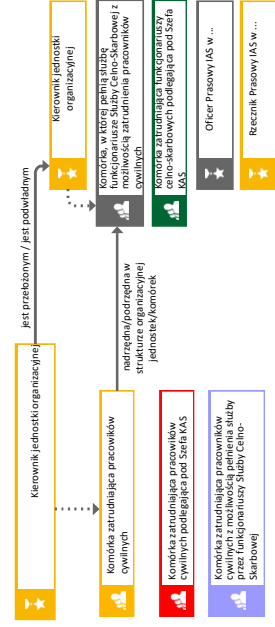 Kierownik jednostki organizacyjnej
jest przełożonym / jest podwładnym
Kierownik jednostki
organizacyjnej
Komórka zatrudniająca pracowików
cywilnych
nadrzędna/podrzędna w
strukturze organizacyjnej
jednostek/komórek
Komórka, w której pełnią służbę
funkcjonariusze Służby Celno-Skarbowej z
możliwością zatrudnienia pracowników
cywilnych
Komórka zatrudniająca pracowników
cywilnych podlegająca pod Szefa KAS
Komórka zatrudniająca funkcjonariuszy
celno-skarbowych podlegająca pod Szefa
KAS
Komórka zatrudniająca pracowników
cywilnych z możliwością pełnienia służby
przez funkcjonariuszy Służby Celno-
Skarbowej
Oficer Prasowy IAS w ...
Rzecznik Prasowy IAS w ...